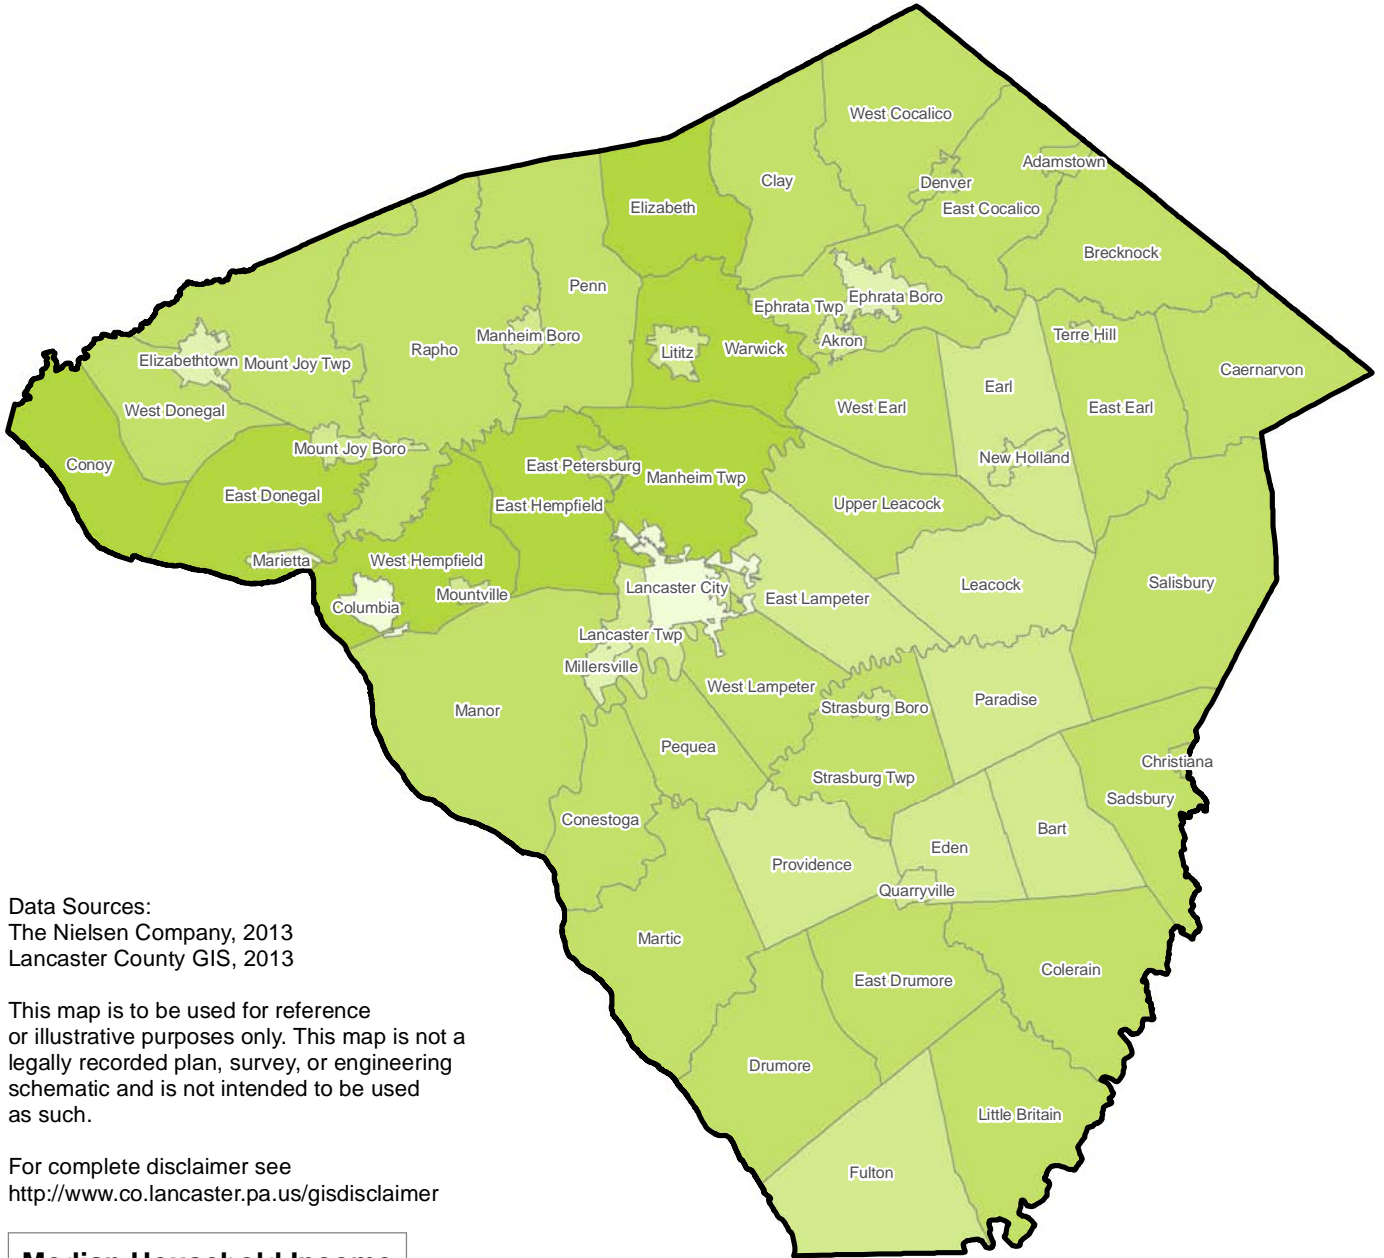 West Cocalico
Adamstown
Clay
Denver
Elizabeth
East Cocalico
Brecknock
Penn
Ephrata Twp
Ephrata Boro
Manheim Boro
Terre Hill
Akron
Rapho
Lititz
Warwick
Elizabethtown
Mount Joy Twp
Caernarvon
Earl
West Donegal
West Earl
East Earl
Mount Joy Boro
New Holland
Conoy
East Petersburg
Manheim Twp
East Donegal
East Hempfield
Upper Leacock
Marietta
West Hempfield
Salisbury
Leacock
Lancaster City
Mountville
East Lampeter
Columbia
Lancaster Twp
Millersville
West Lampeter
Paradise
Manor
Strasburg Boro
Pequea
Christiana
Strasburg Twp
Sadsbury
Conestoga
Bart
Eden
Providence
Quarryville
Martic
Colerain
East Drumore
Drumore
Little Britain
Fulton
Data Sources:
The Nielsen Company, 2013
Lancaster County GIS, 2013
This map is to be used for reference
or illustrative purposes only. This map is not a
legally recorded plan, survey, or engineering
schematic and is not intended to be used
as such.
For complete disclaimer see
http://www.co.lancaster.pa.us/gisdisclaimer
Median Household Income